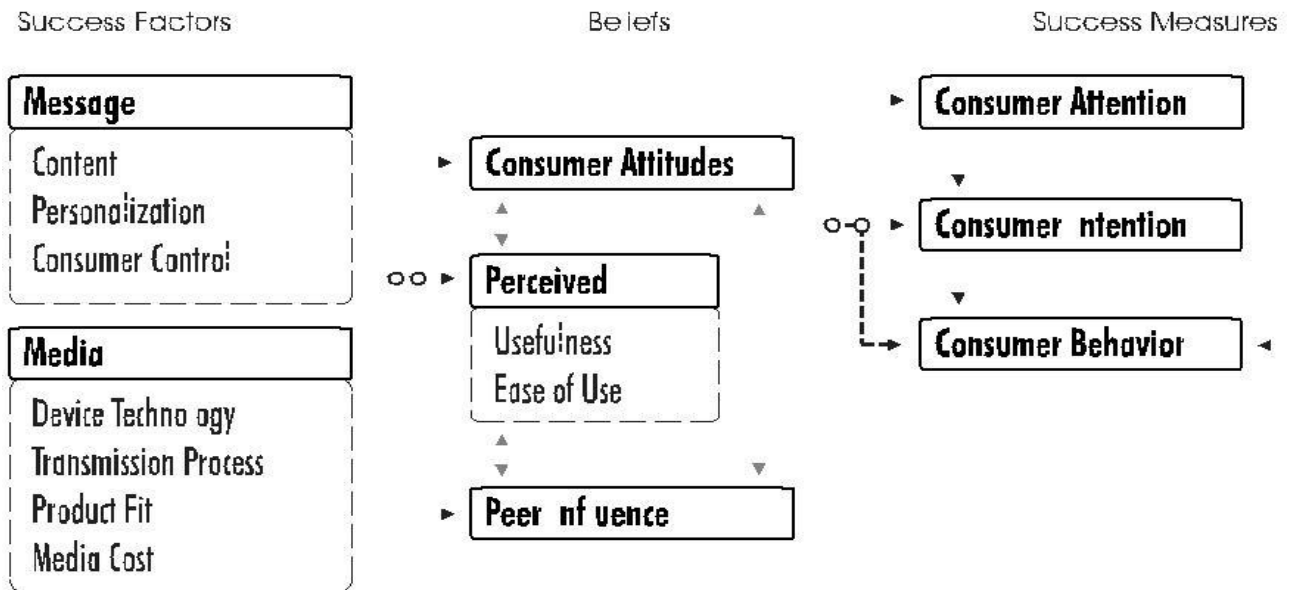 Success Factors
Beliefs
Success Measures
Message
Content
Personalization
Consumer Control
Media
Device Techno ogy
Transmission Process
Product Fit
Media Cost
Consumer Attitudes
Perceived
Usefulness
Ease of Use
Peer nf uence
Consumer Attention
Consumer ntention
Consumer Behavior